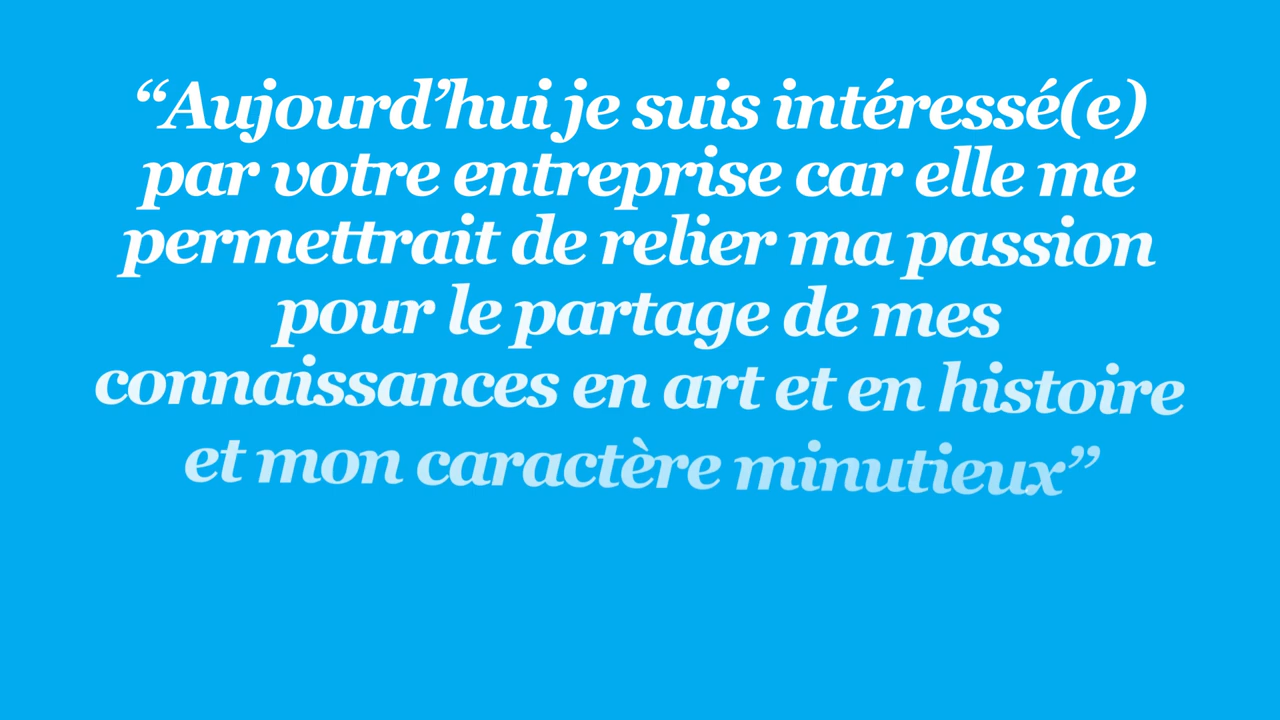 “Aujourd’hui je suis intéressé(e)
par votre entreprise car elle me
permettrait de relier ma passion
pour le partage de mes
connaissances en art et en histoire
et mon caractère minutieux”